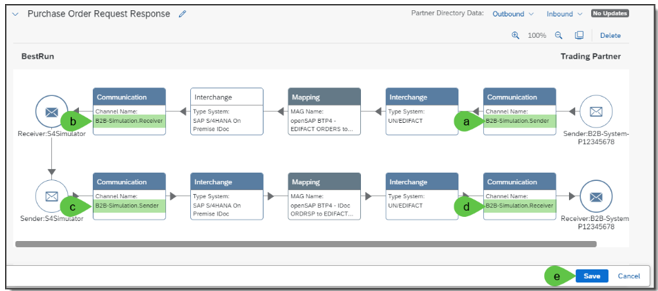 Purchase Order Request Response
Partner Directory Data: Outbound Inbound No Updates
100% Delete
BestRun
Trading Partner
Communication
Channel Name:
B2B-Simulation.Receiver
Interchange
Type System:
SAP S/4HANA On
Premise IDoc
Mapping
MAG Name:
openSAP BTP4 -
EDIFACT ORDERS to...
Interchange
Type System:
UN/EDIFACT
Communication
Channel Name:
B2B-Simulation.Sender
b
a
Receiver:S4Simulator
Sender:B2B-System-
P12345678
Communication
Channel Name:
B2B-Simulation.Sender
Interchange
Type System:
SAP S/4HANA On
Premise IDoc
Mapping
MAG Name:
openSAP BTP4 - IDoc
ORDRSP to EDIFACT...
Interchange
Type System:
UN/EDIFACT
Communication
Channel Name:
B2B-Simulation.Receiver
c
d
Sender:S4Simulator
Receiver:B2B-System
P12345678
e
Save
Cancel